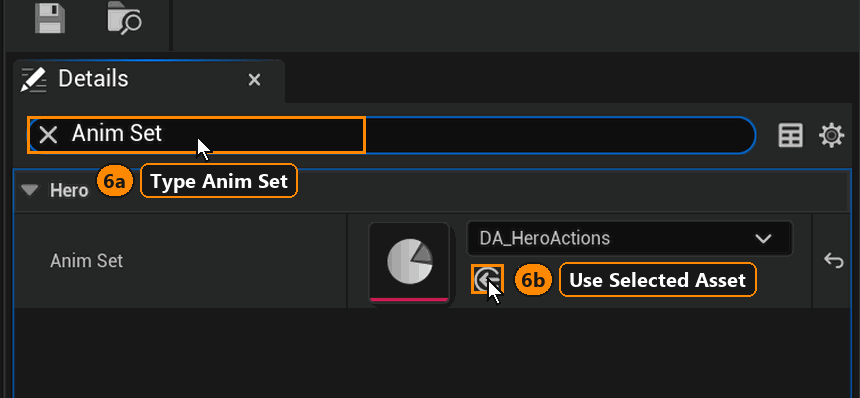 Details
Anim Set
6a Type Anim Set
Hero
Anim Set
DA_HeroActions
6b Use Selected Asset